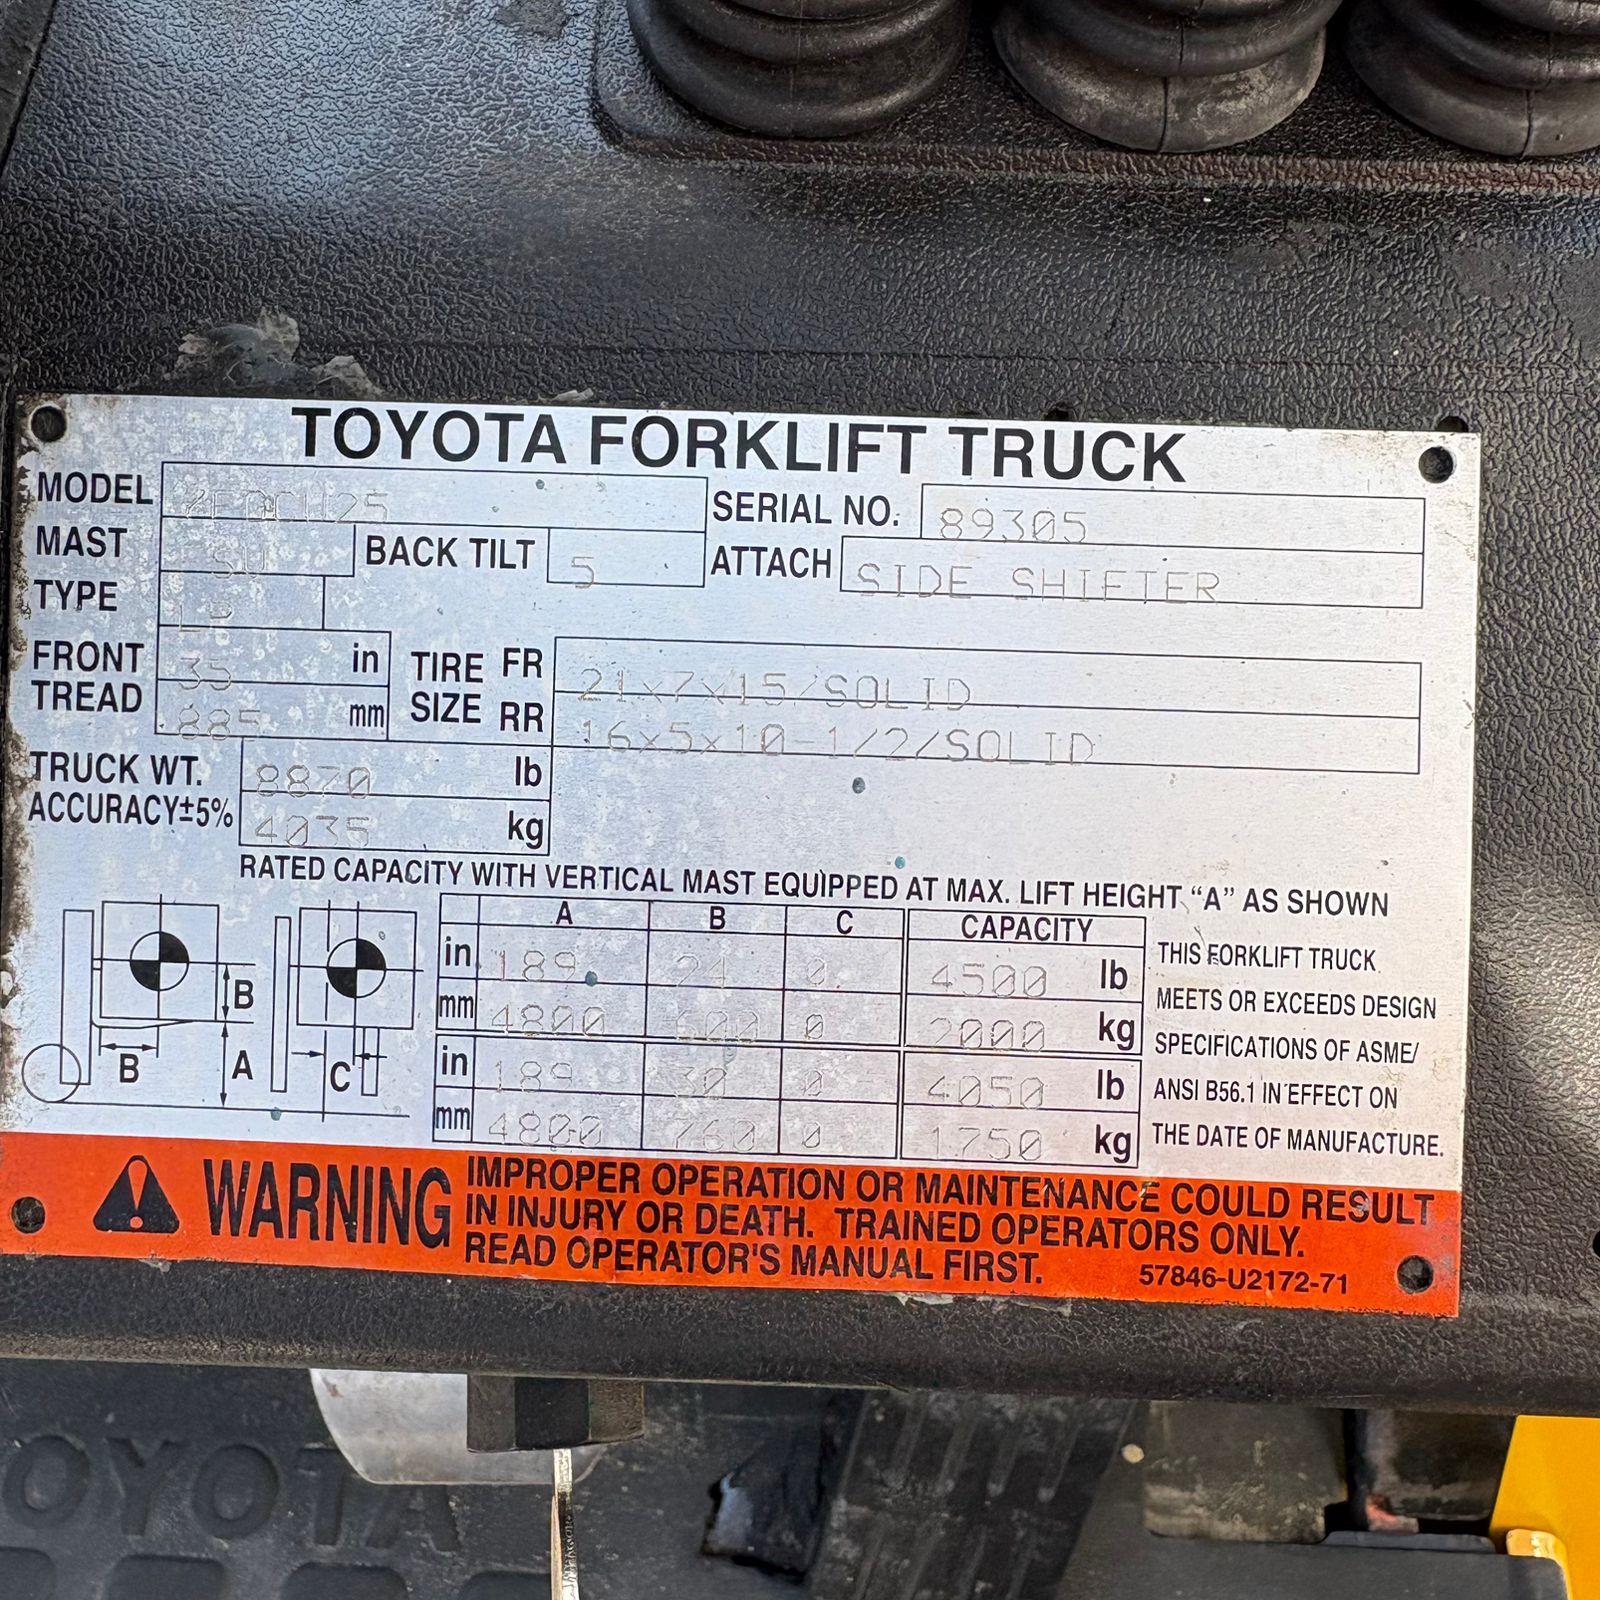 TOYOTA FORKLIFT TRUCK
MODEL
SERIAL NO. 89305
MAST FSU BACK TILT 5 ATTACH SIDE SHIFTER
TYPE LP
FRONT TREAD 35 in
885 mm
TIRE SIZE FR 21x7x15/SOLID
RR 16x5x10-1/2/SOLID
TRUCK WT. 8870 lb
ACCURACY±5% 4035 kg
RATED CAPACITY WITH VERTICAL MAST EQUIPPED AT MAX. LIFT HEIGHT “A” AS SHOWN
A B C CAPACITY
in 189 24 0 4500 lb
mm 4800 600 0 2000 kg
in 189 30 0 4050 lb
mm 4800 760 0 1750 kg
B
B
A
C
THIS FORKLIFT TRUCK
MEETS OR EXCEEDS DESIGN
SPECIFICATIONS OF ASME/
ANSI B56.1 IN EFFECT ON
THE DATE OF MANUFACTURE.
WARNING
IMPROPER OPERATION OR MAINTENANCE COULD RESULT
IN INJURY OR DEATH. TRAINED OPERATORS ONLY.
READ OPERATOR'S MANUAL FIRST.
57846-U2172-71
TOYOTA